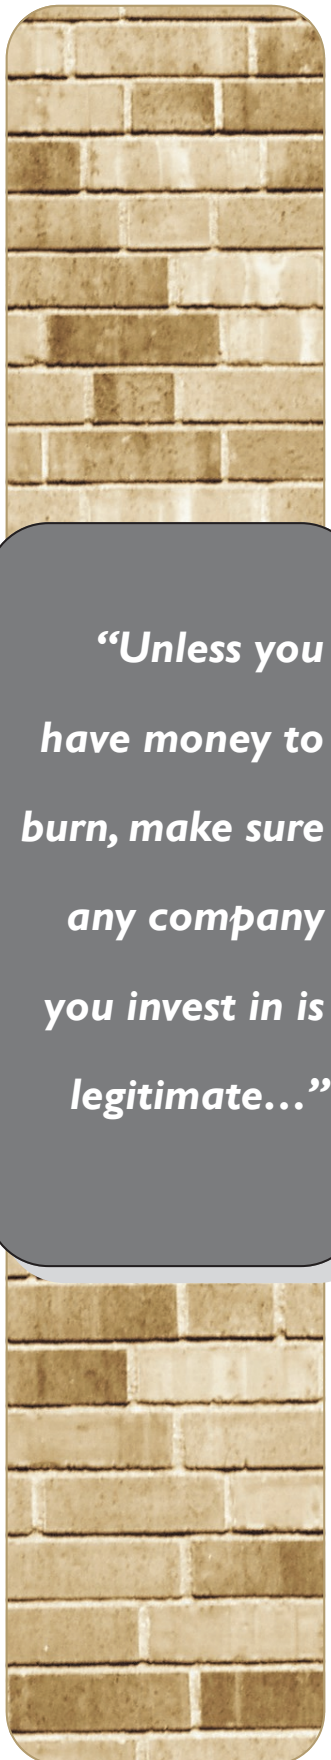 “Unless you
have money to
burn, make sure
any company
you invest in is
legitimate…”